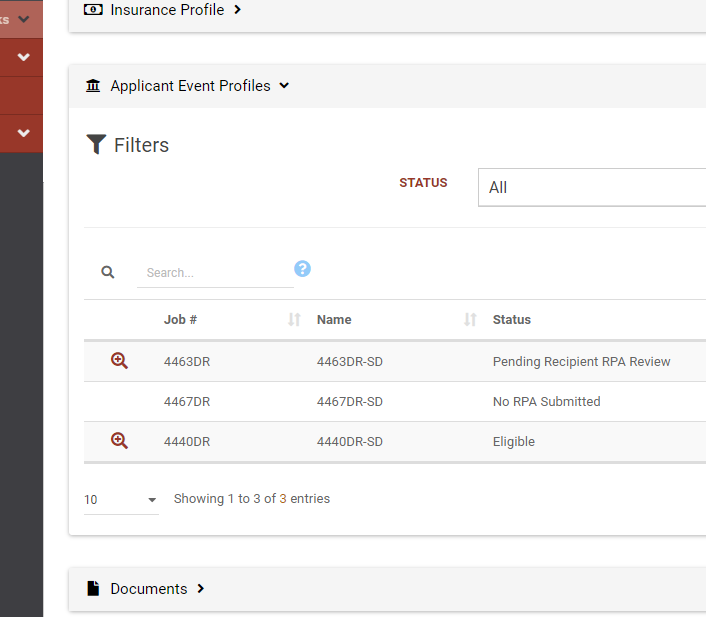 Insurance Profile
ks
Applicant Event Profiles
Filters
STATUS All
Search... ?
Job # Name Status
4463DR 4463DR-SD Pending Recipient RPA Review
4467DR 4467DR-SD No RPA Submitted
4440DR 4440DR-SD Eligible
10 Showing 1 to 3 of 3 entries
Documents